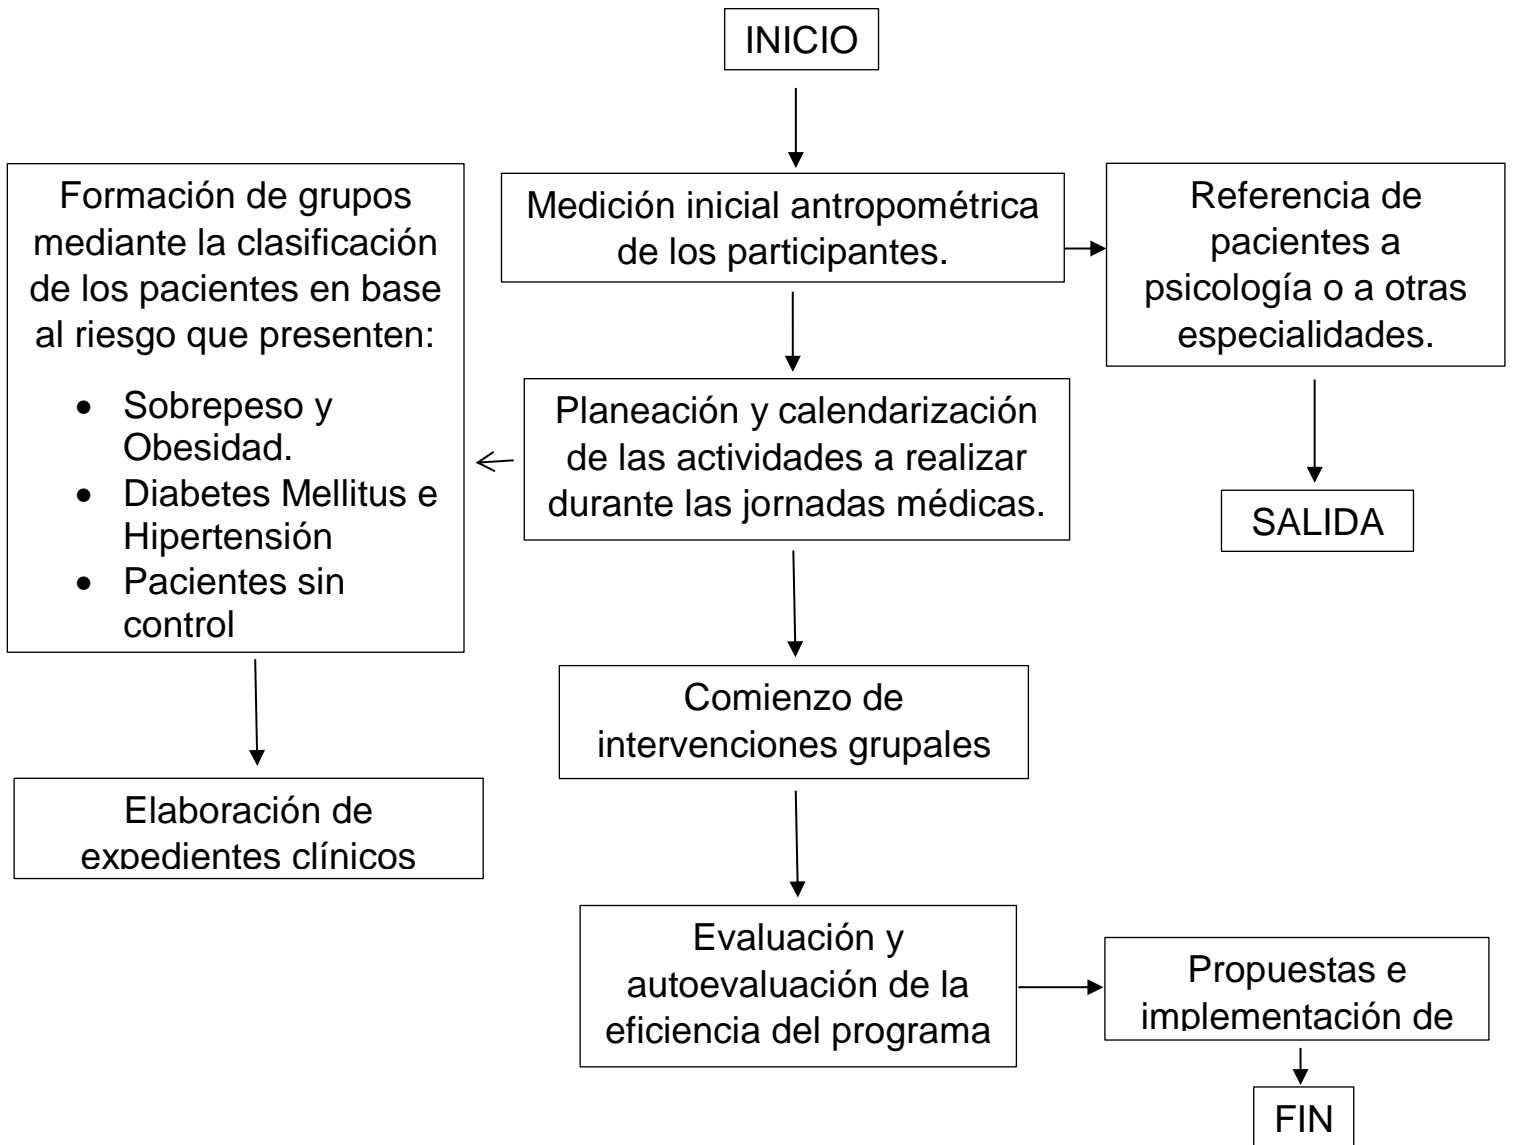 INICIO
Medición inicial antropométrica
de los participantes.
Referencia de
pacientes a
psicología o a otras
especialidades.
SALIDA
Formación de grupos
mediante la clasificación
de los pacientes en base
al riesgo que presenten:
• Sobrepeso y
Obesidad.
• Diabetes Mellitus e
Hipertensión
• Pacientes sin
control
Planeación y calendarización
de las actividades a realizar
durante las jornadas médicas.
Elaboración de
expedientes clínicos
Comienzo de
intervenciones grupales
Evaluación y
autoevaluación de la
eficiencia del programa
Propuestas e
implementación de
FIN